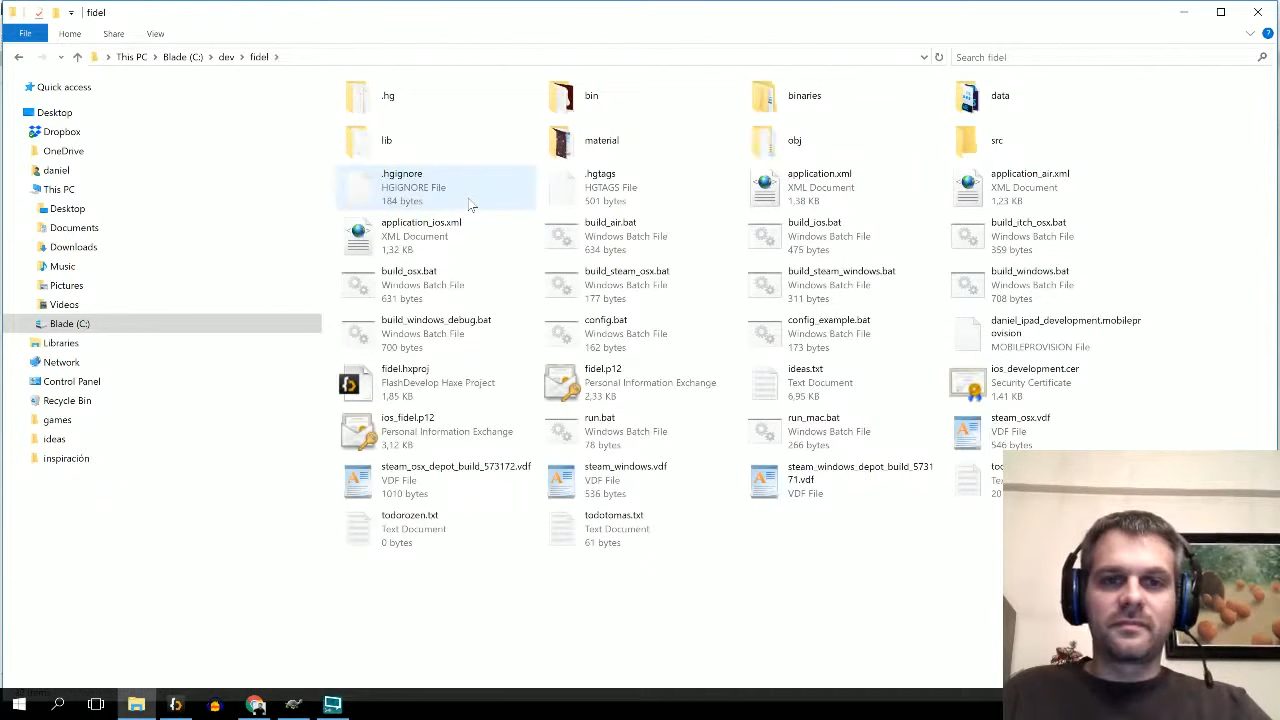 fidel
File Home Share View
This PC Blade (C:) dev fidel
Search fidel
Quick access
Desktop
Dropbox
OneDrive
daniel
This PC
Desktop
Documents
Downloads
Music
Pictures
Videos
Blade (C:)
Libraries
Network
Control Panel
Recycle Bin
games
ideas
.hg
bin
binaries
data
lib
material
obj
src
.hgignore
HGIGNORE File
184 bytes
.hgtags
HGTAGS File
501 bytes
application.xml
XML Document
1,38 KB
application_air.xml
XML Document
1,23 KB
application_ios.xml
XML Document
1,32 KB
build_air.bat
Windows Batch File
634 bytes
build_ios.bat
Windows Batch File
475 bytes
build_itch_osx.bat
Windows Batch File
359 bytes
build_osx.bat
Windows Batch File
631 bytes
build_steam_osx.bat
Windows Batch File
177 bytes
build_steam_windows.bat
Windows Batch File
311 bytes
build_windows.bat
Windows Batch File
708 bytes
build_windows_debug.bat
Windows Batch File
700 bytes
config.bat
Windows Batch File
162 bytes
config_example.bat
Windows Batch File
173 bytes
daniel_ipad_development.mobilepr
ovision
MOBILEPROVISION File
fidel.hxproj
FlashDevelop Haxe Project
1,85 KB
fidel.p12
Personal Information Exchange
2,33 KB
ideas.txt
Text Document
6,95 KB
ios_development.cer
Security Certificate
1,41 KB
ios_fidel.p12
Personal Information Exchange
3,12 KB
run.bat
Windows Batch File
78 bytes
run_mac.bat
Windows Batch File
266 bytes
steam_osx.vdf
VDF File
546 bytes
steam_osx_depot_build_573172.vdf
VDF File
1010 bytes
steam_windows.vdf
VDF File
536 bytes
steam_windows_depot_build_5731
VDF File
todorozen.txt
Text Document
0 bytes
todotomas.txt
Text Document
61 bytes